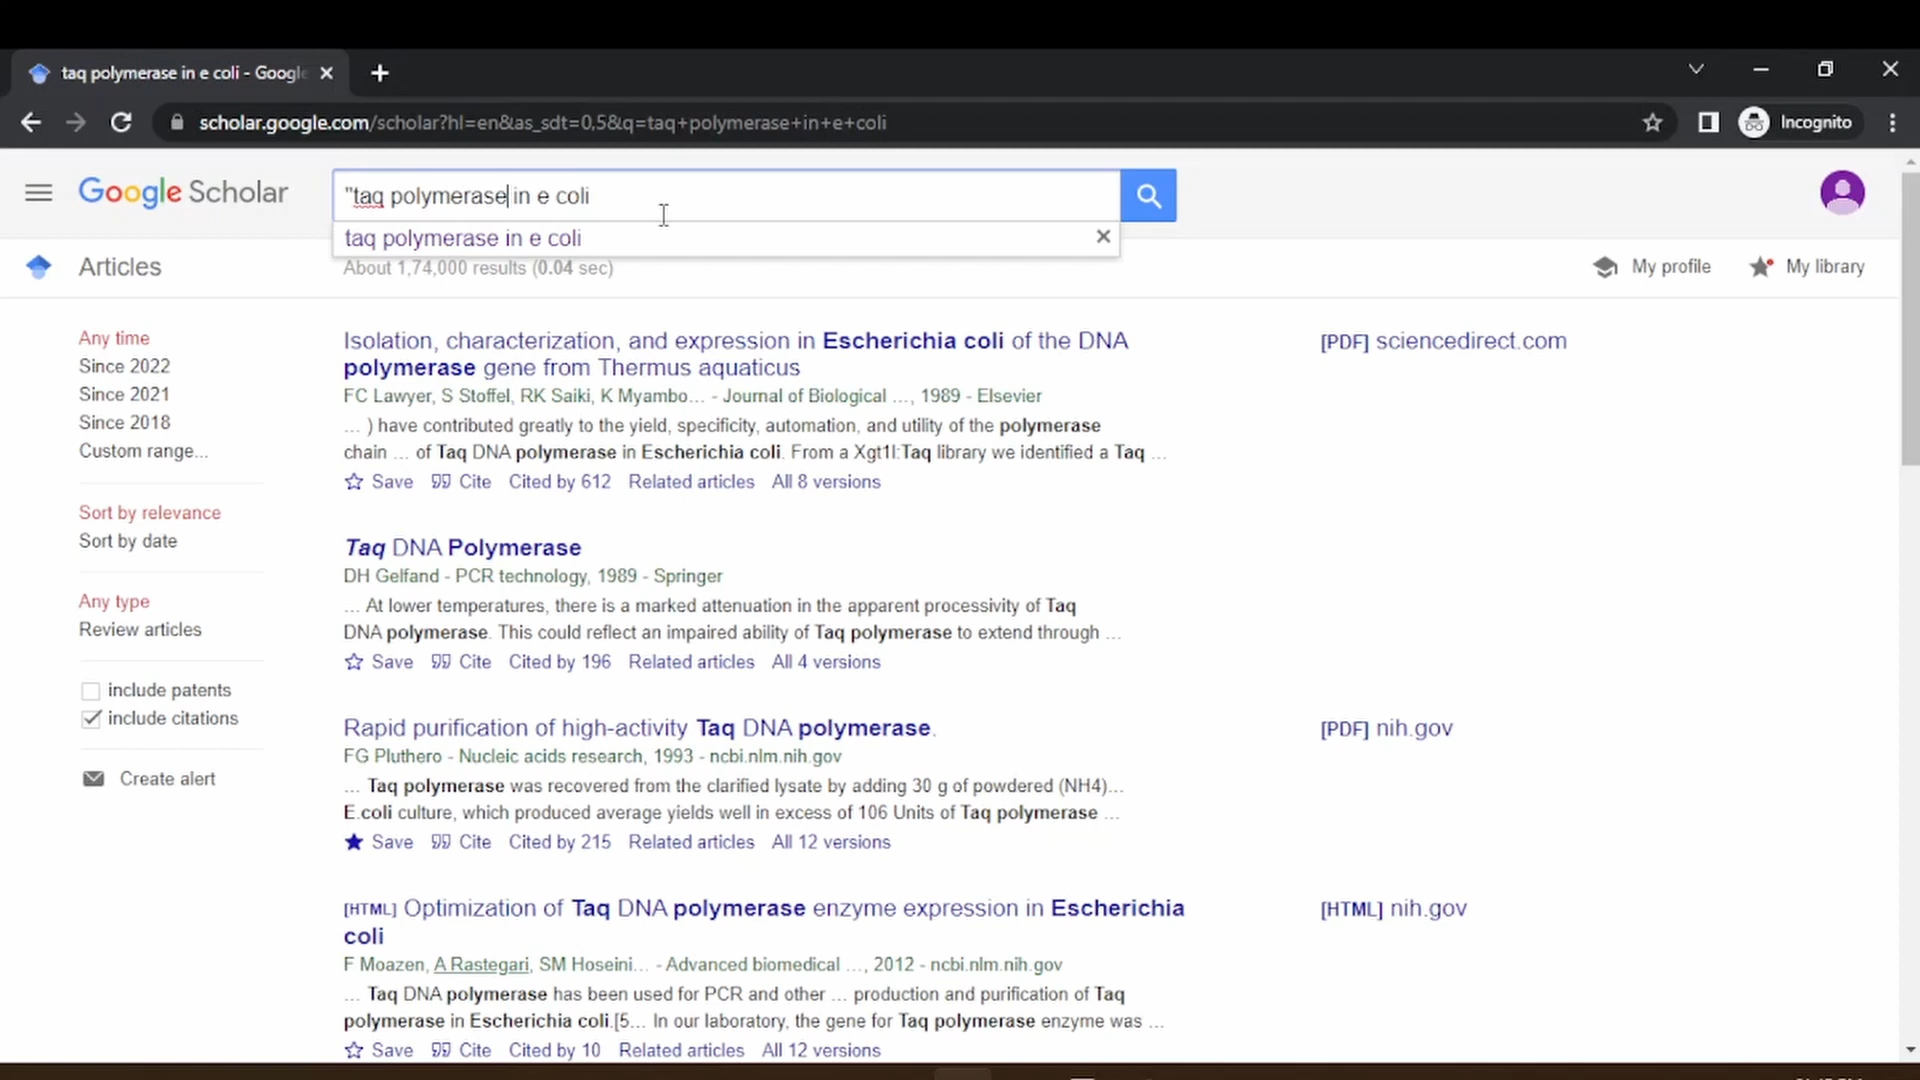 taq polymerase in e coli - Google
scholar.google.com/scholar?hl=en&as_sdt=0,5&q=taq+polymerase+in+e+coli
Incognito
Google Scholar
"taq polymerase in e coli
taq polymerase in e coli
Articles
About 1,74,000 results (0.04 sec)
My profile
My library
Any time
Since 2022
Since 2021
Since 2018
Custom range...
Sort by relevance
Sort by date
Any type
Review articles
include patents
include citations
Create alert
Isolation, characterization, and expression in Escherichia coli of the DNA
polymerase gene from Thermus aquaticus
FC Lawyer, S Stoffel, RK Saiki, K Myambo... - Journal of Biological ..., 1989 - Elsevier
... ) have contributed greatly to the yield, specificity, automation, and utility of the polymerase
chain ... of Taq DNA polymerase in Escherichia coli. From a Xgt1l:Taq library we identified a Taq ...
Save Cite Cited by 612 Related articles All 8 versions
[PDF] sciencedirect.com
Taq DNA Polymerase
DH Gelfand - PCR technology, 1989 - Springer
... At lower temperatures, there is a marked attenuation in the apparent processivity of Taq
DNA polymerase. This could reflect an impaired ability of Taq polymerase to extend through ...
Save Cite Cited by 196 Related articles All 4 versions
Rapid purification of high-activity Taq DNA polymerase.
FG Pluthero - Nucleic acids research, 1993 - ncbi.nlm.nih.gov
... Taq polymerase was recovered from the clarified lysate by adding 30 g of powdered (NH4)...
E.coli culture, which produced average yields well in excess of 106 Units of Taq polymerase ...
Save Cite Cited by 215 Related articles All 12 versions
[PDF] nih.gov
[HTML] Optimization of Taq DNA polymerase enzyme expression in Escherichia
coli
F Moazen, A Rastegari, SM Hoseini... - Advanced biomedical ..., 2012 - ncbi.nlm.nih.gov
... Taq DNA polymerase has been used for PCR and other ... production and purification of Taq
polymerase in Escherichia coli.[5... In our laboratory, the gene for Taq polymerase enzyme was ...
Save Cite Cited by 10 Related articles All 12 versions
[HTML] nih.gov